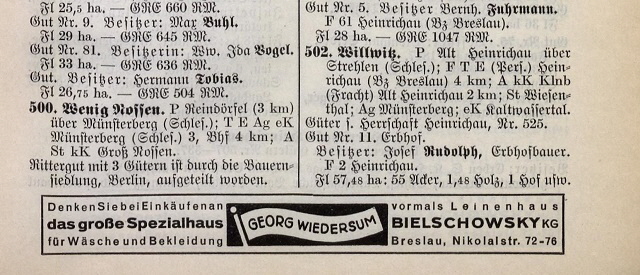 Fl 25,5 ha. — GRE 660 RM.
Gut Nr. 9. Besitzer: Max Buhl.
Fl 29 ha. — GRE 645 RM.
Gut Nr. 81. Besitzerin: Ww. Ida Vogel.
Fl 33 ha. — GRE 636 RM.
Gut. Besitzer: Hermann Tobias.
Fl 26,75 ha. — GRE 504 RM.
500. Wenig Nossen. P Reindörfel (3 km)
über Münsterberg (Schles.); T E Ag eK
Münsterberg (Schles.) 3, Bhf 4 km; A
St kK Groß Nossen.
Rittergut mit 3 Gütern ist durch die Bauern-
siedlung, Berlin, aufgeteilt worden.
Gut Nr. 5. Besitzer Bernh. Fuhrmann.
F 61 Heinrichau (Bz Breslau).
Fl 28 ha. — GRE 1047 RM.
502. Willwitz. P Alt Heinrichau über
Strehlen (Schles.); F T E (Pers.) Hein-
richau (Bz Breslau) 4 km; A kK Klnb
(Fracht) Alt Heinrichau 2 km; St Wiesen-
thal; Ag Münsterberg; eK Kaltwassertal.
Güter s. Herrschaft Heinrichau, Nr. 525.
Gut Nr. 11. Erbhof.
Besitzer: Josef Rudolph, Erbhofbauer.
F 2 Heinrichau.
Fl 57,48 ha: 55 Acker, 1,48 Holz, 1 Hof usw.
Denken Sie bei Einkäufen an
das große Spezialhaus
für Wäsche und Bekleidung
GEORG WIEDERSUM
vormals Leinenhaus
BIELSCHOWSKY KG
Breslau, Nikolaistr. 72-76